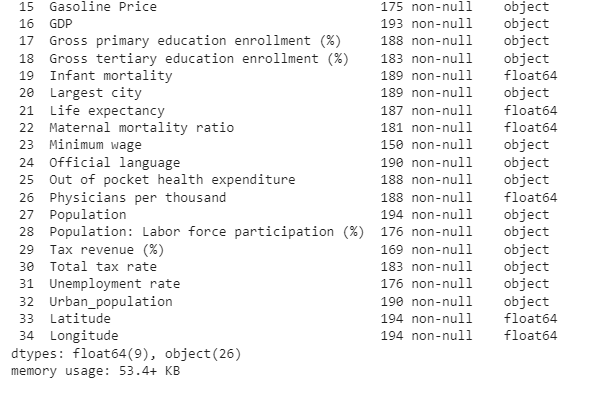 15  Gasoline Price                             175 non-null    object
16  GDP                                        193 non-null    object
17  Gross primary education enrollment (%)     188 non-null    object
18  Gross tertiary education enrollment (%)    183 non-null    object
19  Infant mortality                           189 non-null    float64
20  Largest city                               189 non-null    object
21  Life expectancy                            187 non-null    float64
22  Maternal mortality ratio                   181 non-null    float64
23  Minimum wage                               150 non-null    object
24  Official language                          190 non-null    object
25  Out of pocket health expenditure           188 non-null    object
26  Physicians per thousand                    188 non-null    float64
27  Population                                 194 non-null    object
28  Population: Labor force participation (%)  176 non-null    object
29  Tax revenue (%)                            169 non-null    object
30  Total tax rate                             183 non-null    object
31  Unemployment rate                          176 non-null    object
32  Urban_population                           190 non-null    object
33  Latitude                                   194 non-null    float64
34  Longitude                                  194 non-null    float64
dtypes: float64(9), object(26)
memory usage: 53.4+ KB